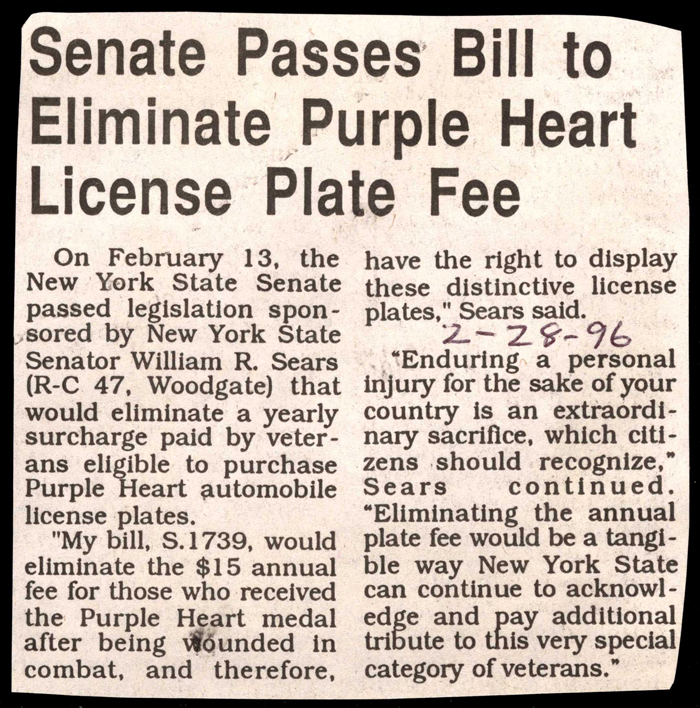 Senate Passes Bill to
Eliminate Purple Heart
License Plate Fee
On February 13, the
New York State Senate
passed legislation spon-
sored by New York State
Senator William R. Sears
(R-C 47, Woodgate) that
would eliminate a yearly
surcharge paid by veter-
ans eligible to purchase
Purple Heart automobile
license plates.
"My bill, S.1739, would
eliminate the $15 annual
fee for those who received
the Purple Heart medal
after being wounded in
combat, and therefore,
have the right to display
these distinctive license
plates," Sears said.
2-28-96
“Enduring a personal
injury for the sake of your
country is an extraordi-
nary sacrifice, which citi-
zens should recognize,”
Sears continued.
“Eliminating the annual
plate fee would be a tangi-
ble way New York State
can continue to acknowl-
edge and pay additional
tribute to this very special
category of veterans.”